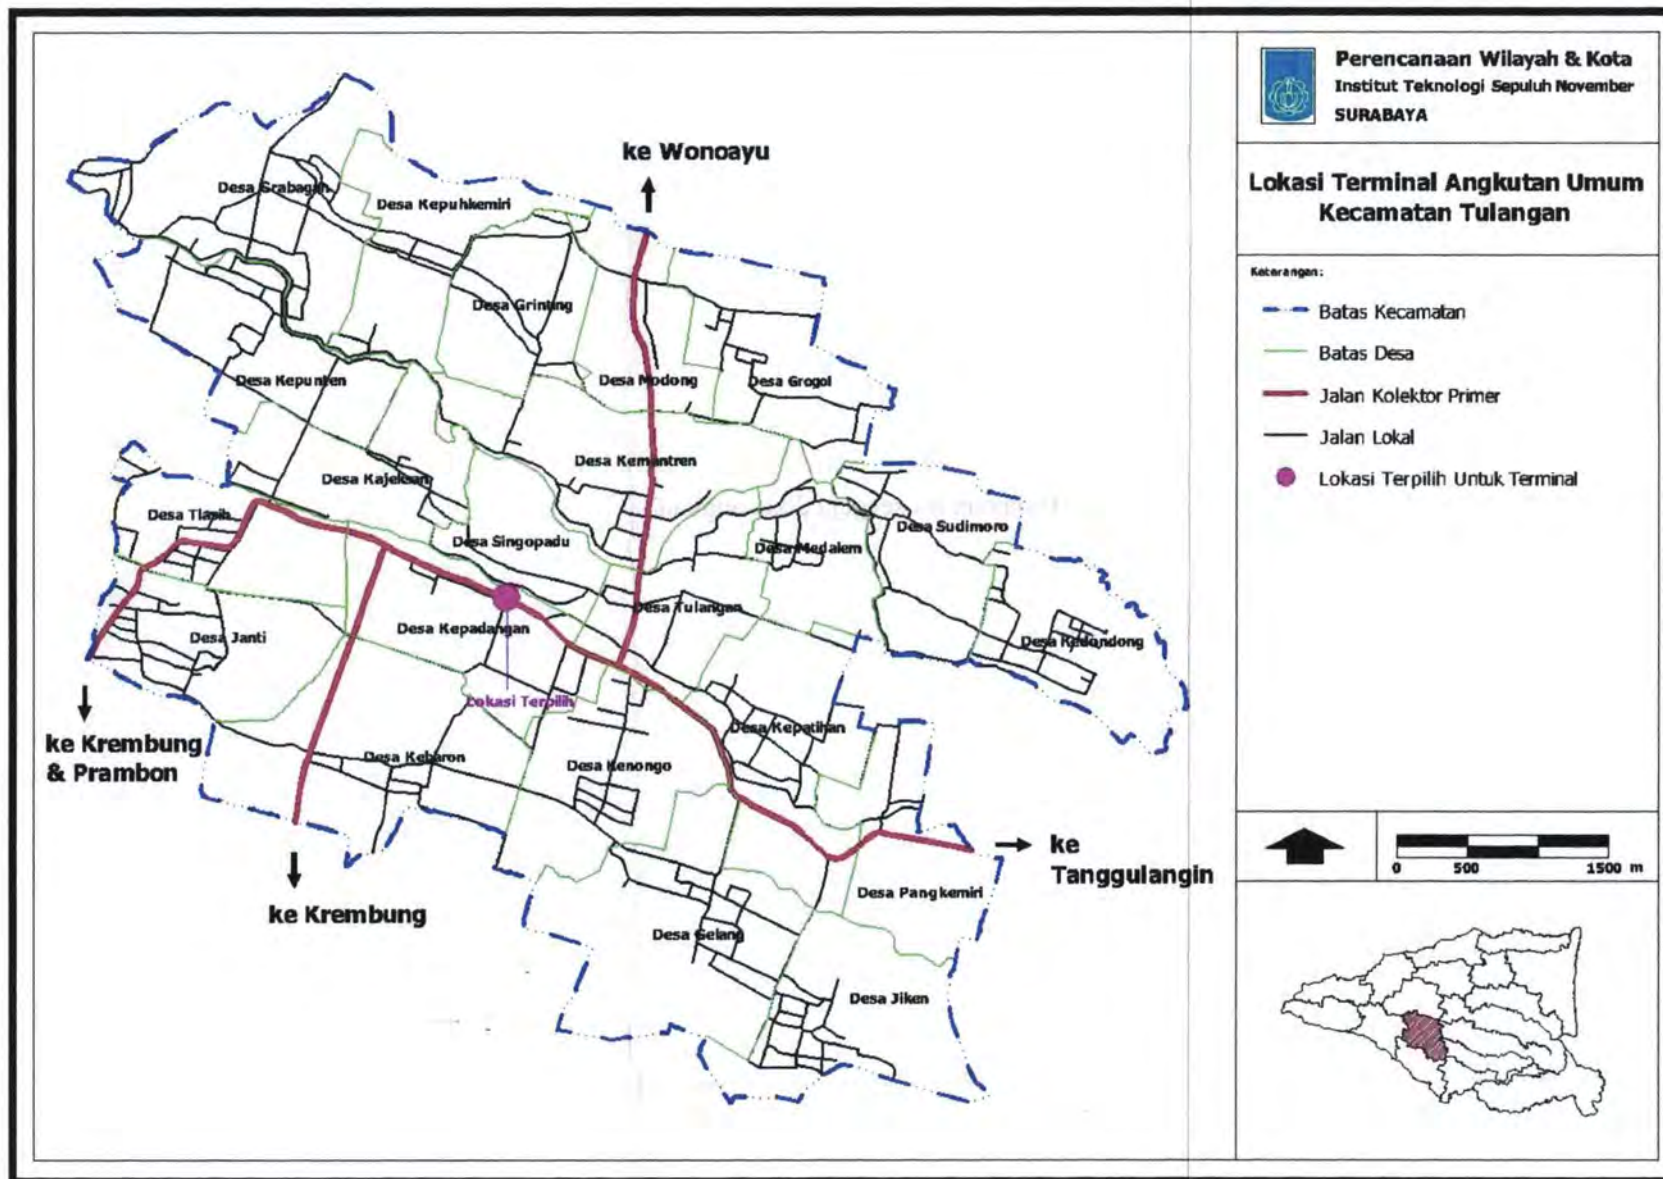 Perencanaan Wilayah & Kota
Institut Teknologi Sepuluh November
SURABAYA
Lokasi Terminal Angkutan Umum
Kecamatan Tulangan
Keterangan:
Batas Kecamatan
Batas Desa
Jalan Kolektor Primer
Jalan Lokal
Lokasi Terpilih Untuk Terminal
0 500 1500 m
ke Wonoayu
Desa Grabagan
Desa Kepuhkemiri
Desa Grinting
Desa Kepunten
Desa Modong
Desa Grogol
Desa Kemantren
Desa Kajeksan
Desa Tlasih
Desa Singopadu
Desa Medalem
Desa Sudimoro
Desa Tulangan
Desa Kepadangan
Desa Janti
Desa Kedondong
Lokasi Terpilih
Desa Kepatihan
ke Krembung
& Prambon
Desa Kebaron
Desa Kenongo
ke
Tanggulangin
Desa Pangkemiri
ke Krembung
Desa Gelang
Desa Jiken